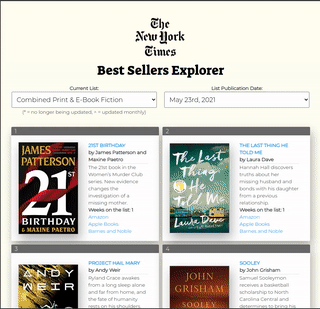 The
New York
Times
Best Sellers Explorer
Current List:
Combined Print & E-Book Fiction
(* = no longer being updated, + = updated monthly)
List Publication Date:
May 23rd, 2021
1
JAMES
PATTERSON
21ST
BIRTHDAY
& MAXINE PAETRO
21ST BIRTHDAY
by James Patterson and
Maxine Paetro
The 21st book in the
Women's Murder Club
series. New evidence
changes the
investigation of a
missing mother.
Weeks on the list: 1
Amazon
Apple Books
Barnes and Noble
2
The Last
Thing
He Told
Me
Laura Dave
THE LAST THING HE
TOLD ME
by Laura Dave
Hannah Hall discovers
truths about her
missing husband and
bonds with his daughter
from a previous
relationship.
Weeks on the list: 1
Amazon
Apple Books
Barnes and Noble
3
ANDY
WEIR
PROJECT HAIL MARY
by Andy Weir
Ryland Grace awakes
from a long sleep alone
and far from home, and
the fate of humanity
rests on his shoulders
4
JOHN
GRISHAM
SOOLEY
by John Grisham
Samuel Sooleymon
receives a basketball
scholarship to North
Carolina Central and
determines to bring his